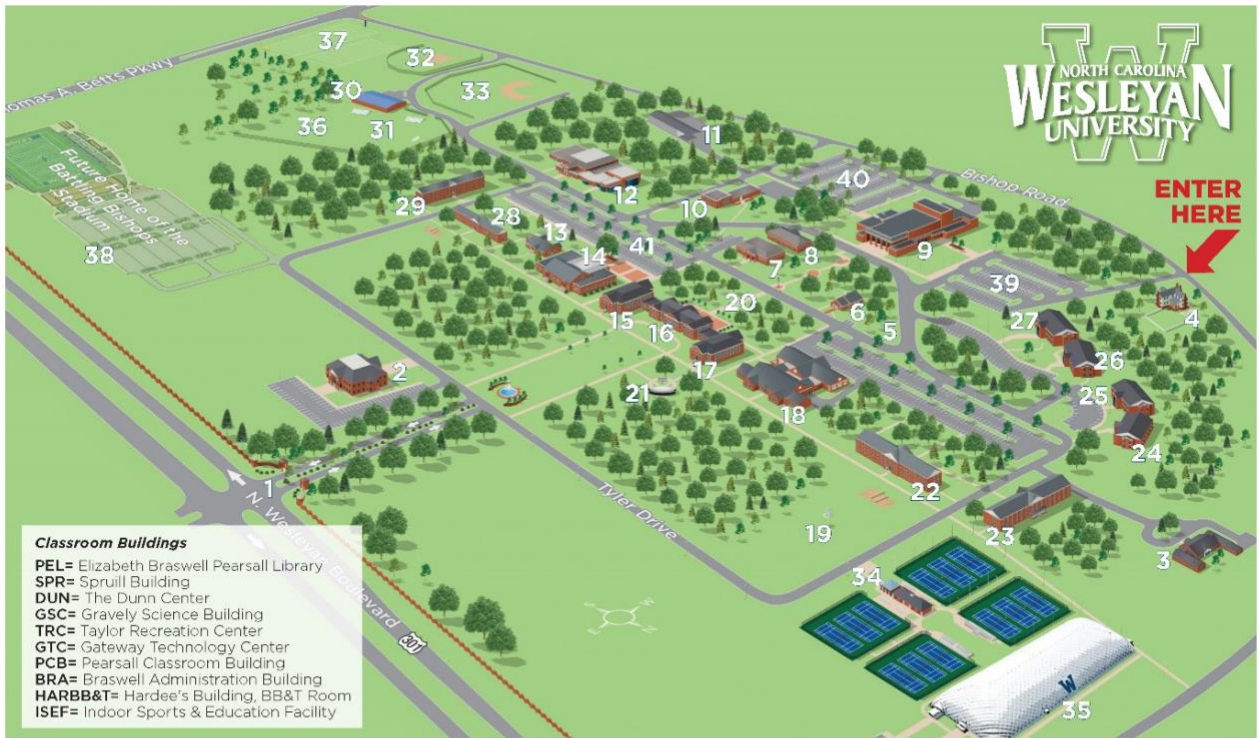 NORTH CAROLINA
WESLEYAN
UNIVERSITY
ENTER
HERE
Thomas A. Betts Pkwy
Bishop Road
Future Home of the
Battling Bishops
Stadium
37
32
33
30
36
31
11
12
40
29
10
28
13
41
8
9
38
14
7
39
15
20
6
4
16
5
27
17
26
2
21
25
18
24
22
1
19
23
3
34
35
Tyler Drive
N. Wesleyan Boulevard
301
W
Classroom Buildings
PEL= Elizabeth Braswell Pearsall Library
SPR= Spruill Building
DUN= The Dunn Center
GSC= Gravely Science Building
TRC= Taylor Recreation Center
GTC= Gateway Technology Center
PCB= Pearsall Classroom Building
BRA= Braswell Administration Building
HARBB&T= Hardee's Building, BB&T Room
ISEF= Indoor Sports & Education Facility